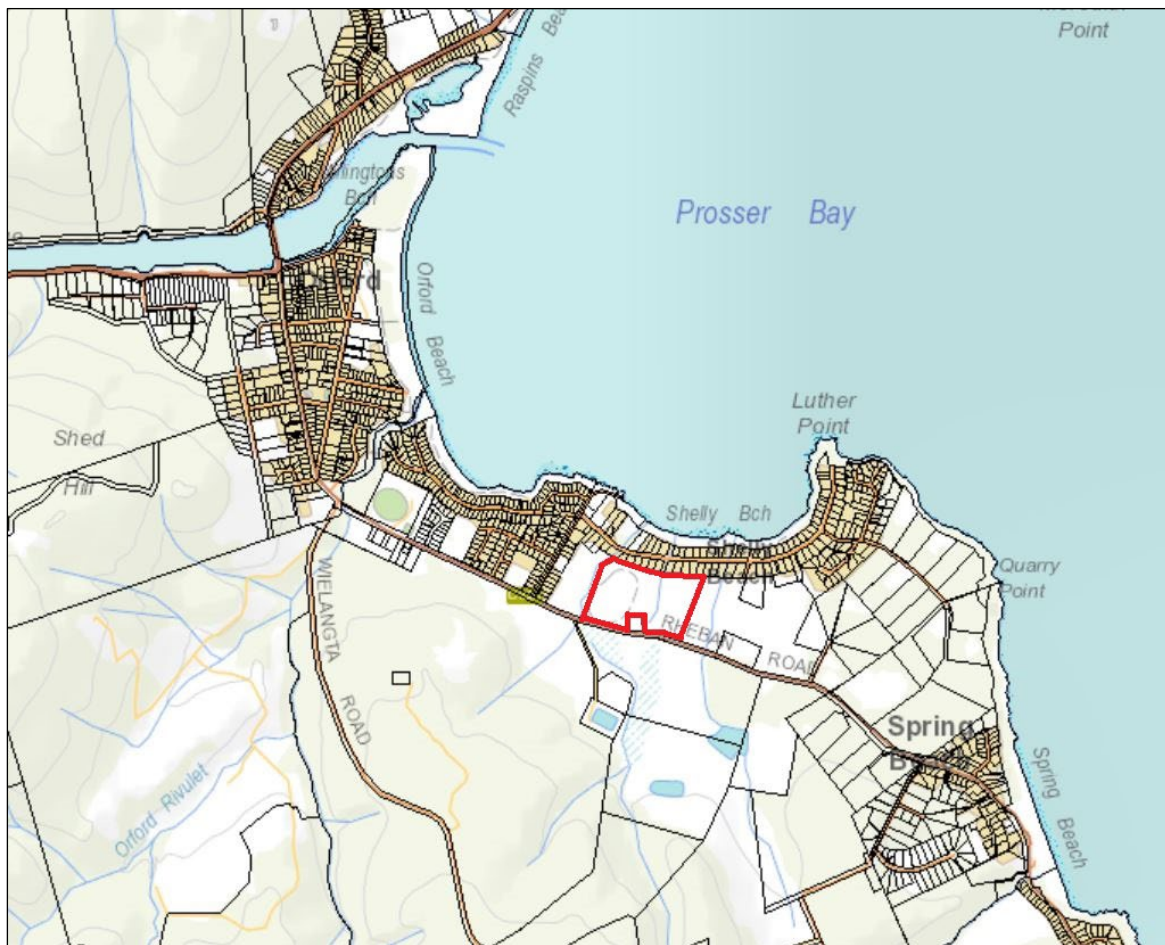 Point
Raspins
Bch
Prosser Bay
Orford
Beach
Luther
Point
Shed
Hill
Shelly Bch
Beach
Quarry
Point
WIELANGTA
ROAD
RHEBAN
ROAD
Spring
Spring
Beach
Orford Rivulet